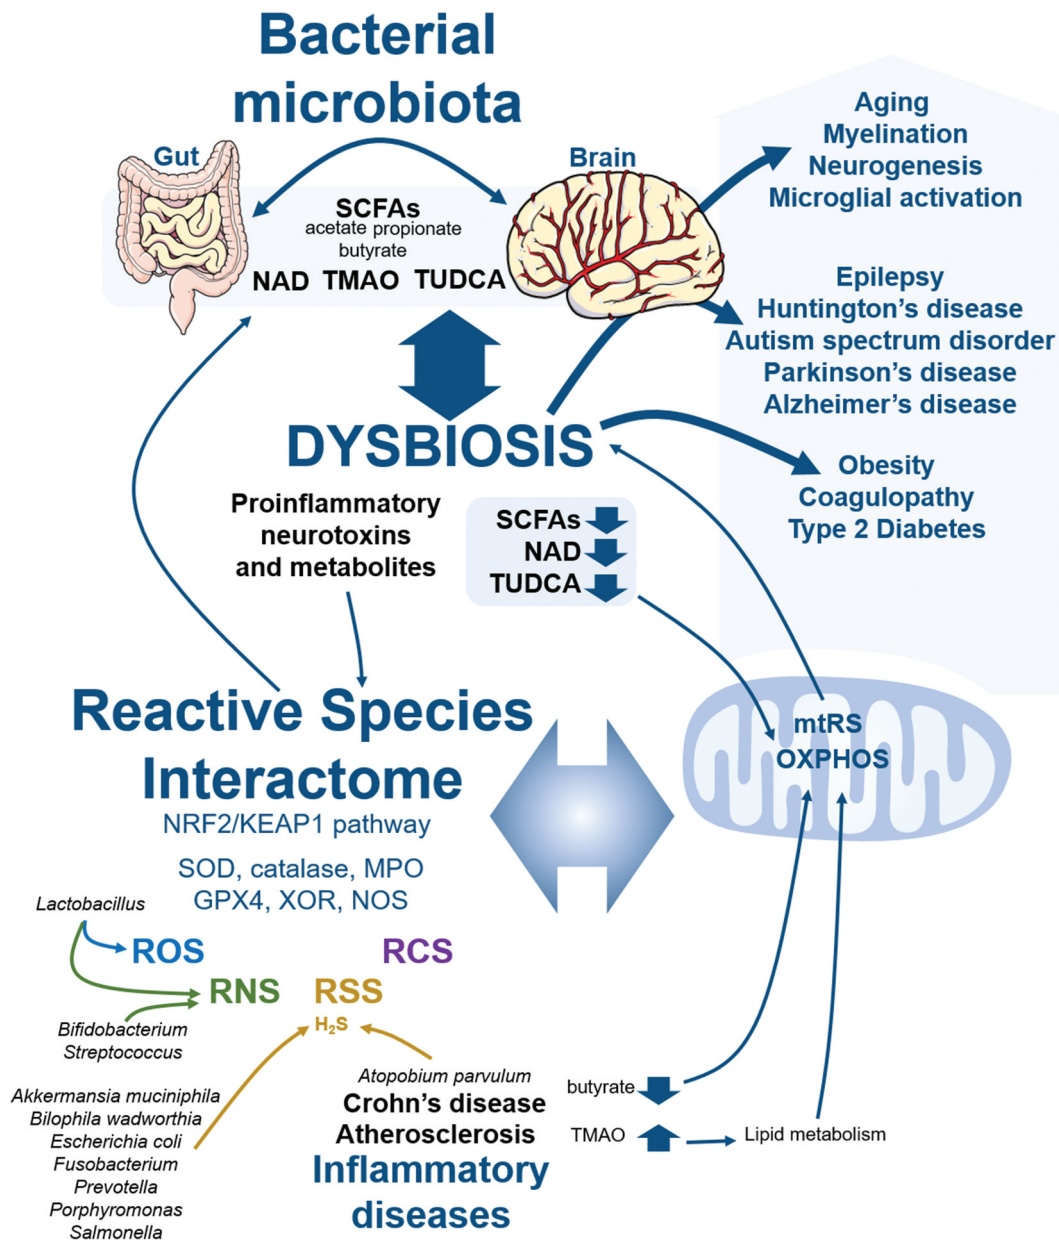 Bacterial
microbiota
Gut
Brain
SCFAs
acetate propionate
butyrate
NAD TMAO TUDCA
Aging
Myelination
Neurogenesis
Microglial activation
Epilepsy
Huntington’s disease
Autism spectrum disorder
Parkinson’s disease
Alzheimer’s disease
DYSBIOSIS
Obesity
Coagulopathy
Type 2 Diabetes
Proinflammatory
neurotoxins
and metabolites
SCFAs
NAD
TUDCA
Reactive Species
Interactome
NRF2/KEAP1 pathway
SOD, catalase, MPO
GPX4, XOR, NOS
mtRS
OXPHOS
Lactobacillus
ROS
RCS
RNS
RSS
H₂S
Bifidobacterium
Streptococcus
Akkermansia muciniphila
Bilophila wadworthia
Escherichia coli
Fusobacterium
Prevotella
Porphyromonas
Salmonella
Atopobium parvulum
Crohn’s disease
Atherosclerosis
Inflammatory
diseases
butyrate
TMAO
Lipid metabolism